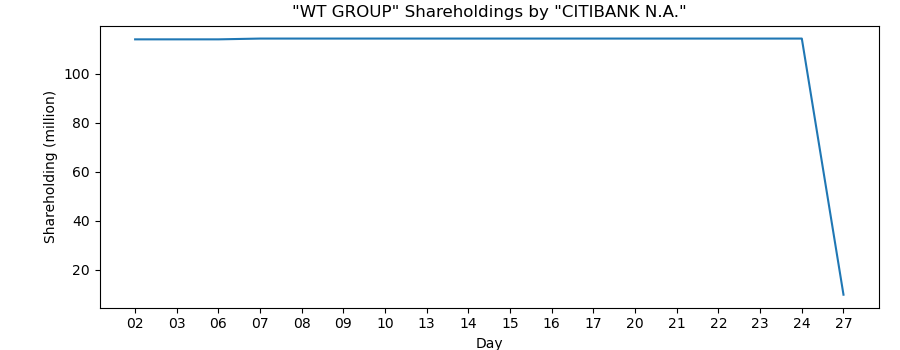 "WT GROUP" Shareholdings by "CITIBANK N.A."
Shareholding (million)
100
80
60
40
20
02 03 06 07 08 09 10 13 14 15 16 17 20 21 22 23 24 27
Day